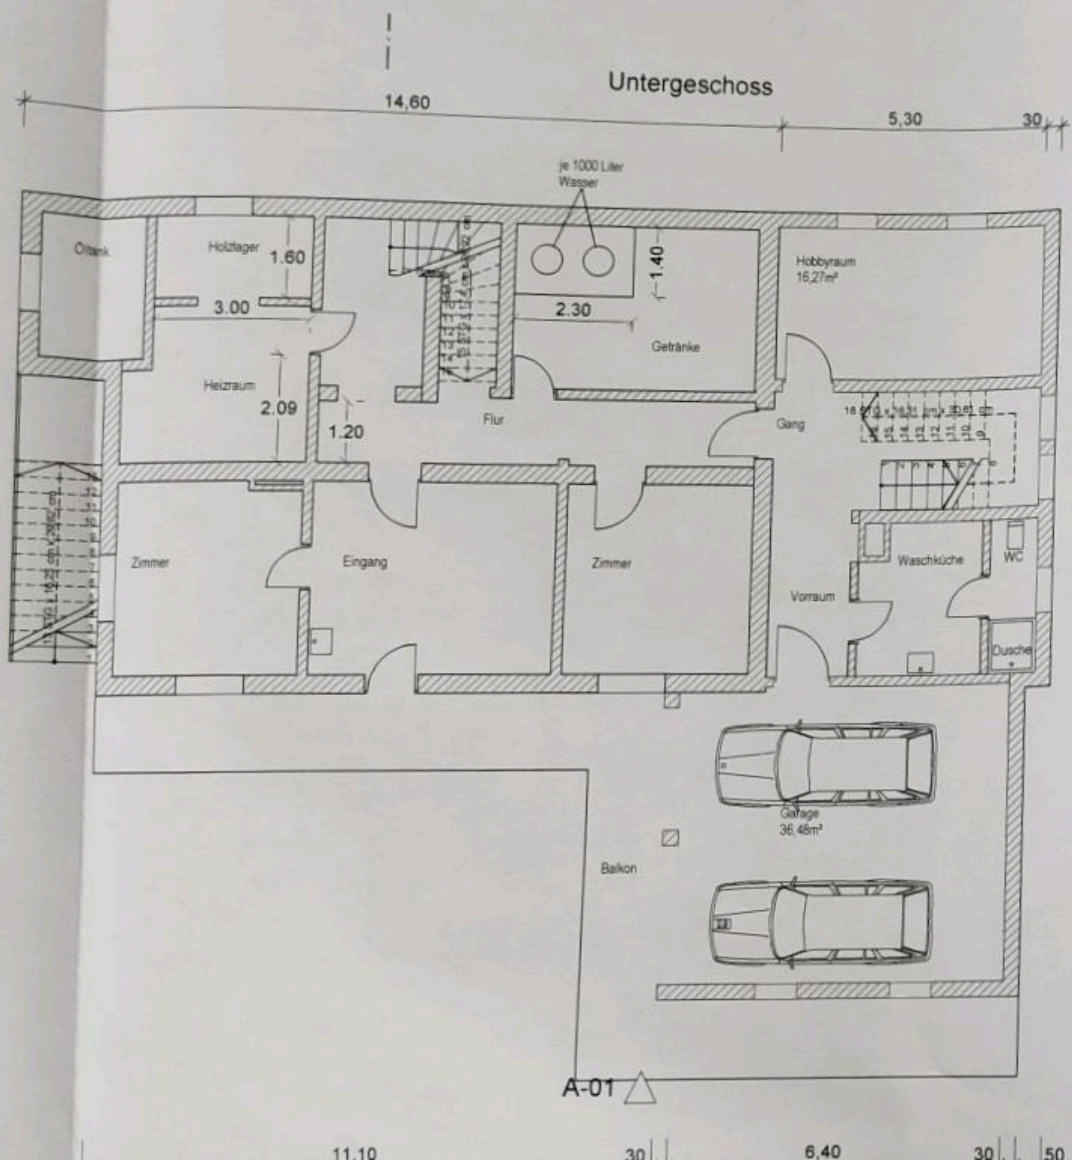 Untergeschoss
14,60
5,30
30
je 1000 Liter
Wasser
Öltank
Holzlager
1.60
3.00
1.40
2.30
Hobbyraum
16,27m²
Getränke
Heizraum
2.09
1.20
Flur
Gang
Zimmer
Eingang
Zimmer
Vorraum
Waschküche
WC
Dusche
Garage
36,48m²
Balkon
A-01
11,10
30
6,40
30
50